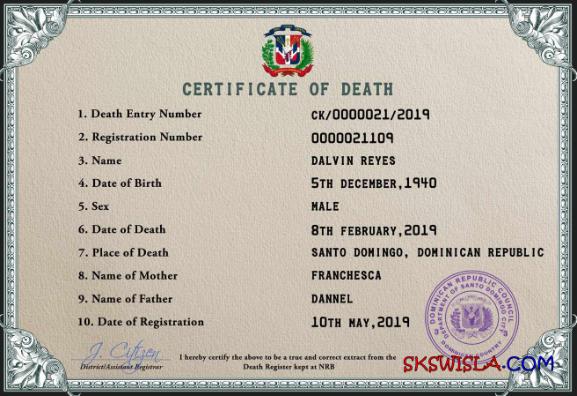 CERTIFICATE OF DEATH
1. Death Entry Number CK/0000021/2019
2. Registration Number 0000021109
3. Name DALVIN REYES
4. Date of Birth 5TH DECEMBER,1940
5. Sex MALE
6. Date of Death 8TH FEBRUARY,2019
7. Place of Death SANTO DOMINGO, DOMINICAN REPUBLIC
8. Name of Mother FRANCHESCA
9. Name of Father DANNEL
10. Date of Registration 10TH MAY,2019
DOMINICAN REPUBLIC COUNCIL
DEPARTMENT OF SANTO DOMINGO CITY
DOMINICAN COUNTRY
J. Citizen
District/Assistant Registrar
I hereby certify the above to be a true and correct extract from the
Death Register kept at NRB
SKSWISLA.COM